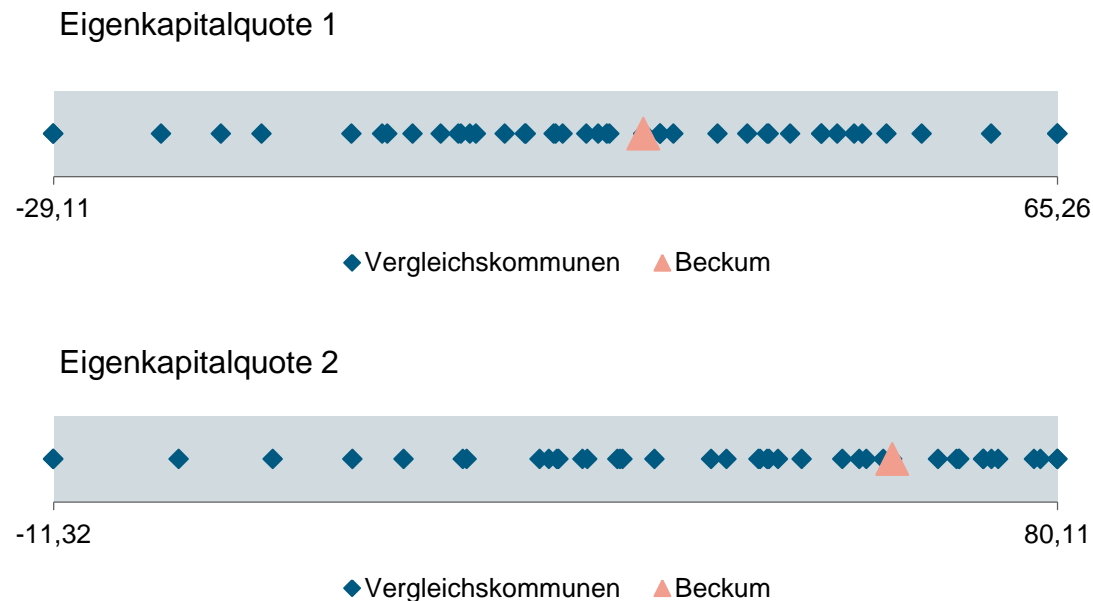 Eigenkapitalquote 1
-29,11 65,26
Vergleichskommunen Beckum
Eigenkapitalquote 2
-11,32 80,11
Vergleichskommunen Beckum